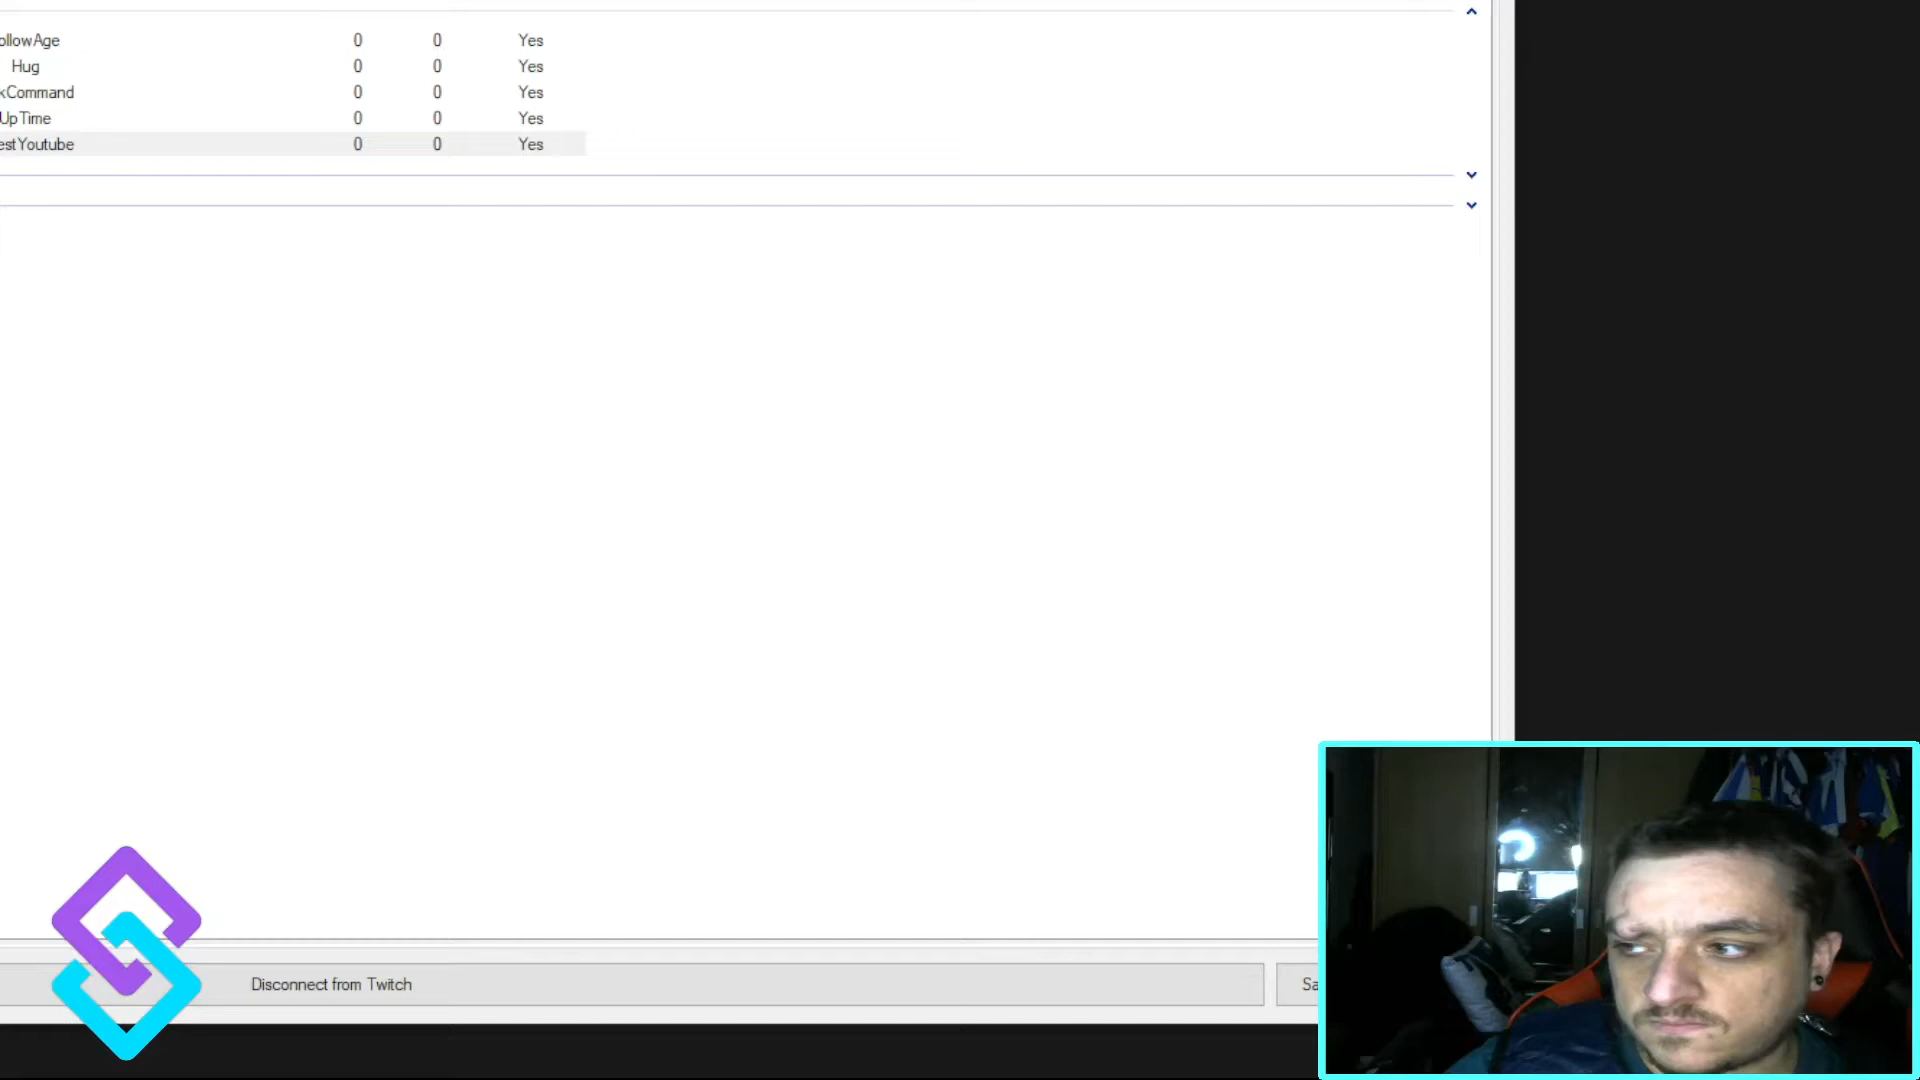 ollowAge 0 0 Yes
Hug 0 0 Yes
kCommand 0 0 Yes
UpTime 0 0 Yes
estYoutube 0 0 Yes
Disconnect from Twitch
Sa